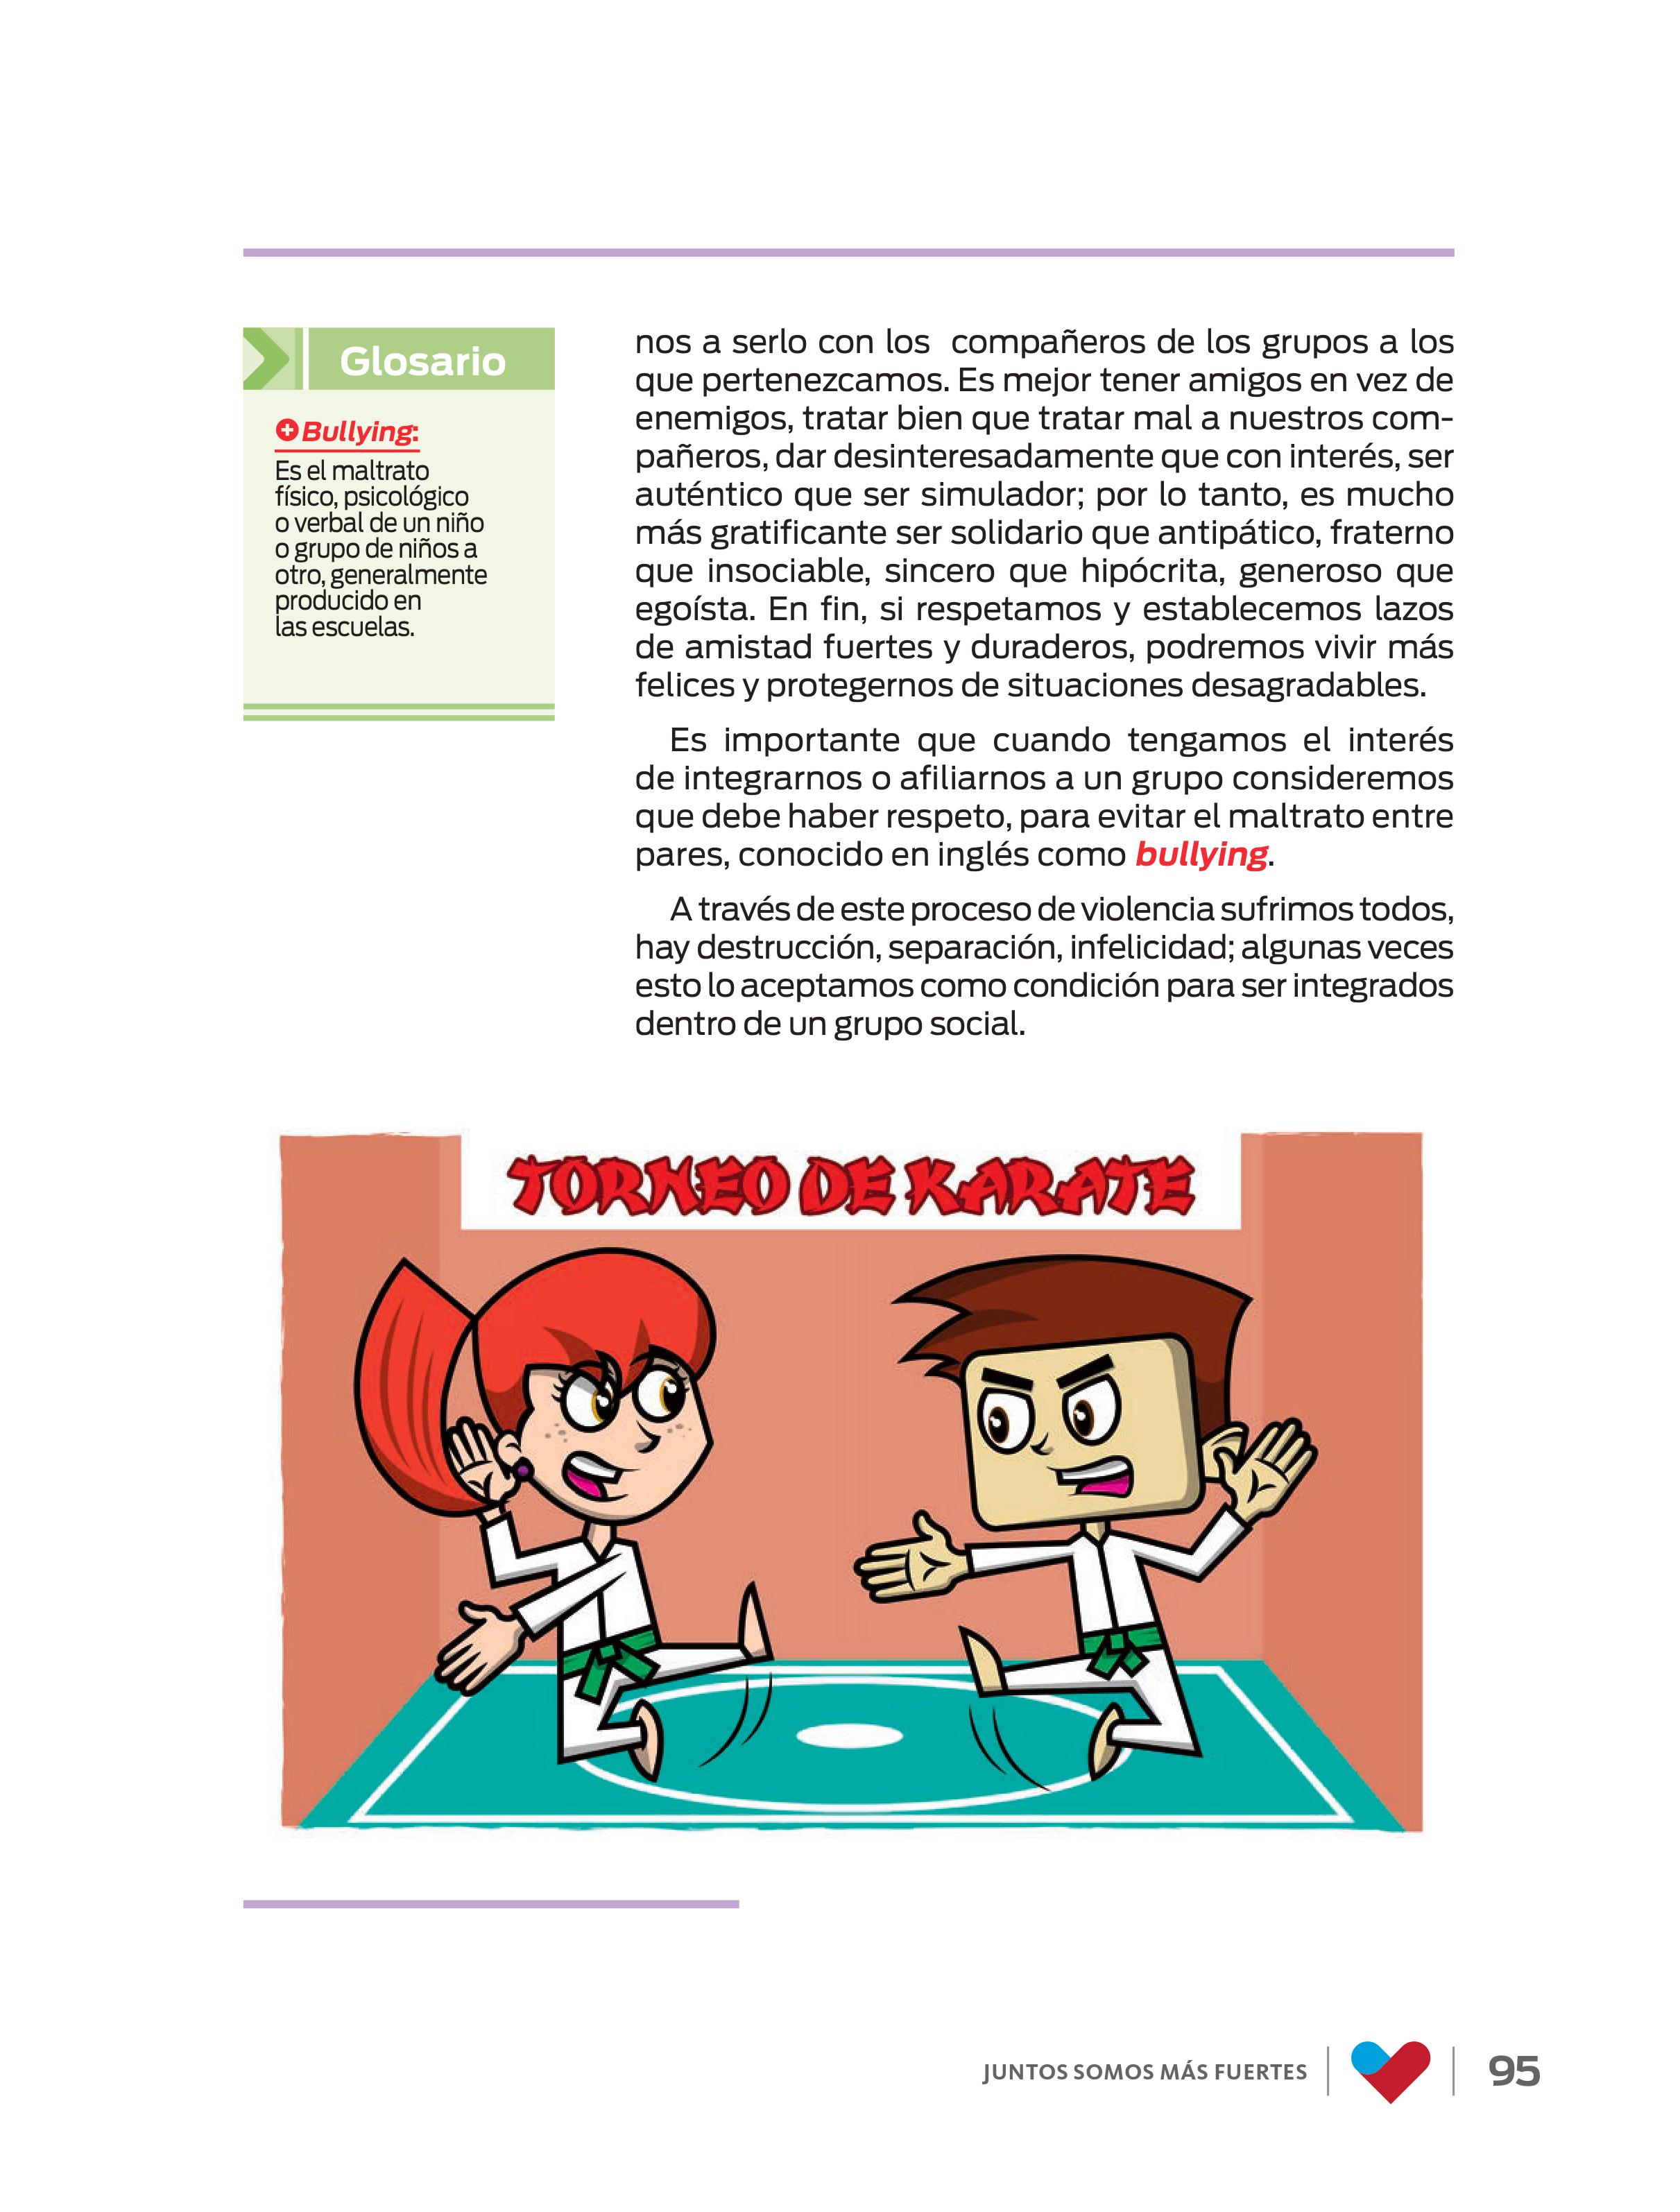 Glosario
Bullying:
Es el maltrato
físico, psicológico
o verbal de un niño
o grupo de niños a
otro, generalmente
producido en
las escuelas.
nos a serlo con los compañeros de los grupos a los
que pertenezcamos. Es mejor tener amigos en vez de
enemigos, tratar bien que tratar mal a nuestros com-
pañeros, dar desinteresadamente que con interés, ser
auténtico que ser simulador; por lo tanto, es mucho
más gratificante ser solidario que antipático, fraterno
que insociable, sincero que hipócrita, generoso que
egoísta. En fin, si respetamos y establecemos lazos
de amistad fuertes y duraderos, podremos vivir más
felices y protegernos de situaciones desagradables.
Es importante que cuando tengamos el interés
de integrarnos o afiliarnos a un grupo consideremos
que debe haber respeto, para evitar el maltrato entre
pares, conocido en inglés como bullying.
A través de este proceso de violencia sufrimos todos,
hay destrucción, separación, infelicidad; algunas veces
esto lo aceptamos como condición para ser integrados
dentro de un grupo social.
TORNEO DE KARATE
JUNTOS SOMOS MÁS FUERTES
95